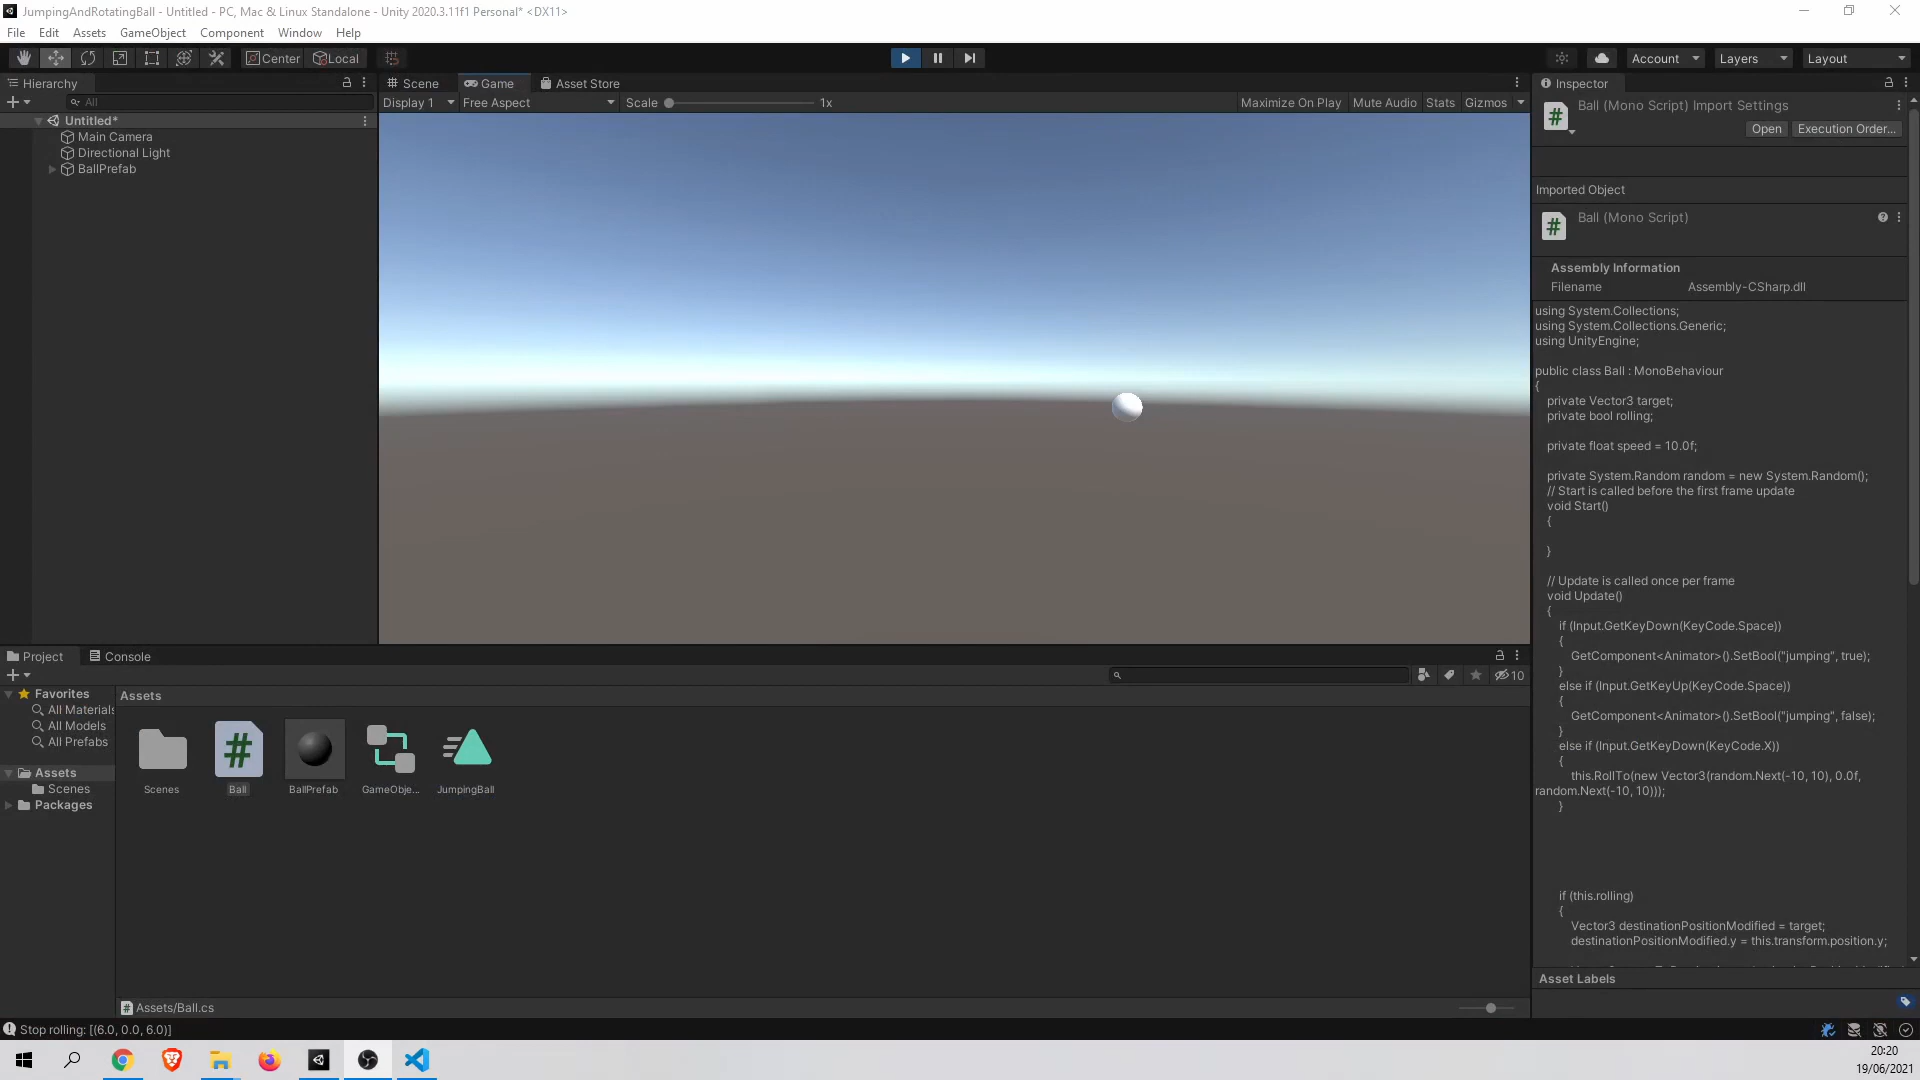 JumpingAndRotatingBall - Untitled - PC, Mac & Linux Standalone - Unity 2020.3.11f1 Personal* <DX11>
File Edit Assets GameObject Component Window Help
Center Local
Account Layers Layout
Hierarchy
All
Untitled*
Main Camera
Directional Light
BallPrefab
Scene Game Asset Store
Display 1 Free Aspect Scale 1x Maximize On Play Mute Audio Stats Gizmos
Inspector
Ball (Mono Script) Import Settings
Open Execution Order...
Imported Object
Ball (Mono Script)
Assembly Information
Filename Assembly-CSharp.dll
using System.Collections;
using System.Collections.Generic;
using UnityEngine;
public class Ball : MonoBehaviour
{
private Vector3 target;
private bool rolling;
private float speed = 10.0f;
private System.Random random = new System.Random();
// Start is called before the first frame update
void Start()
{
}
// Update is called once per frame
void Update()
{
if (Input.GetKeyDown(KeyCode.Space))
{
GetComponent<Animator>().SetBool("jumping", true);
}
else if (Input.GetKeyUp(KeyCode.Space))
{
GetComponent<Animator>().SetBool("jumping", false);
}
else if (Input.GetKeyDown(KeyCode.X))
{
this.RollTo(new Vector3(random.Next(-10, 10), 0.0f,
random.Next(-10, 10)));
}
if (this.rolling)
{
Vector3 destinationPositionModified = target;
destinationPositionModified.y = this.transform.position.y;
Asset Labels
Project Console
10
Favorites
All Materials
All Models
All Prefabs
Assets
Scenes
Packages
Assets
Scenes
Ball
BallPrefab
GameObje...
JumpingBall
Assets/Ball.cs
Stop rolling: [(6.0, 0.0, 6.0)]
20:20
19/06/2021